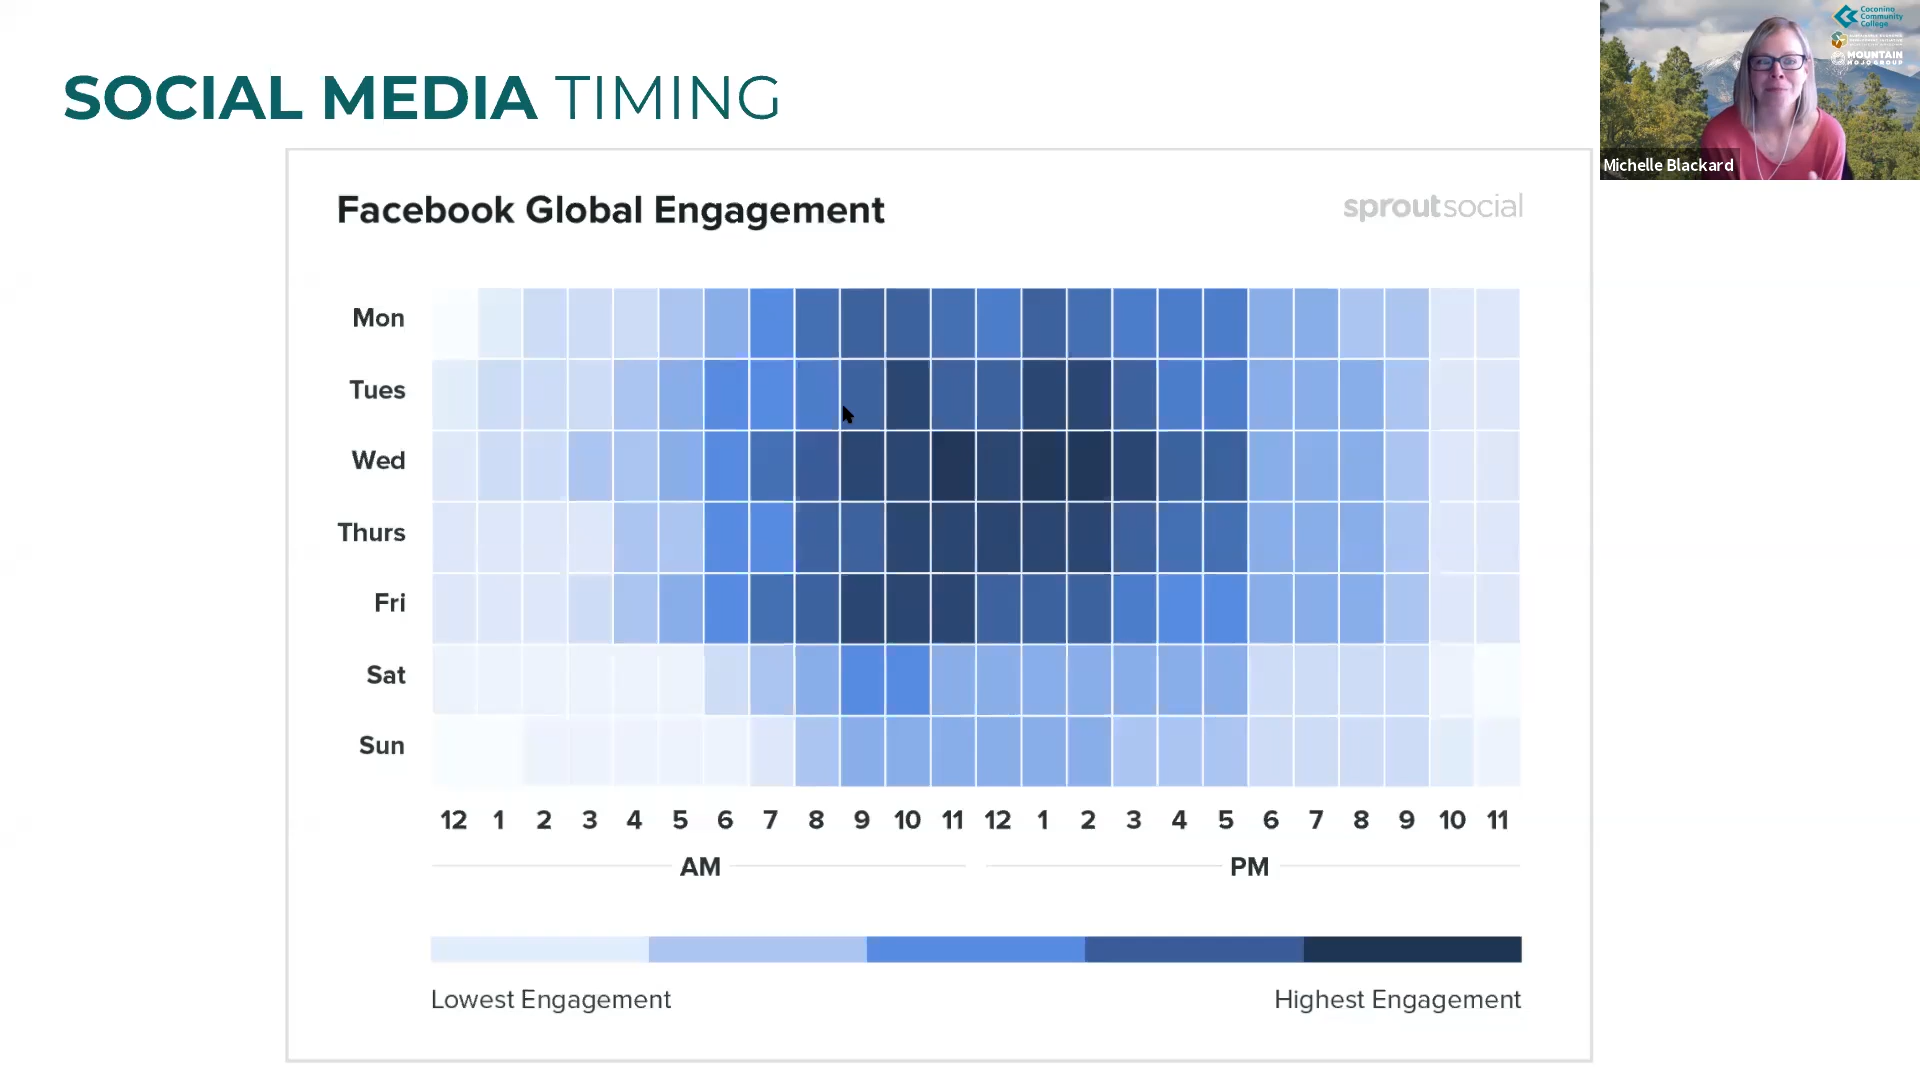 SOCIAL MEDIA TIMING
Coconino
Community
College
MOUNTAIN
MOJO GROUP
Michelle Blackard
Facebook Global Engagement
sproutsocial
Mon
Tues
Wed
Thurs
Fri
Sat
Sun
12 1 2 3 4 5 6 7 8 9 10 11 12 1 2 3 4 5 6 7 8 9 10 11
AM PM
Lowest Engagement Highest Engagement